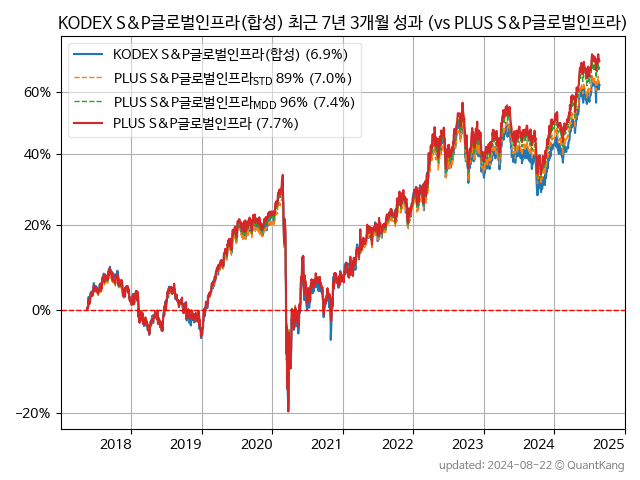 KODEX S&P글로벌인프라(합성) 최근 7년 3개월 성과 (vs PLUS S&P글로벌인프라)
KODEX S&P글로벌인프라(합성) (6.9%)
PLUS S&P글로벌인프라STD 89% (7.0%)
PLUS S&P글로벌인프라MDD 96% (7.4%)
PLUS S&P글로벌인프라 (7.7%)
60%
40%
20%
0%
−20%
2018 2019 2020 2021 2022 2023 2024 2025
updated: 2024-08-22 © QuantKang